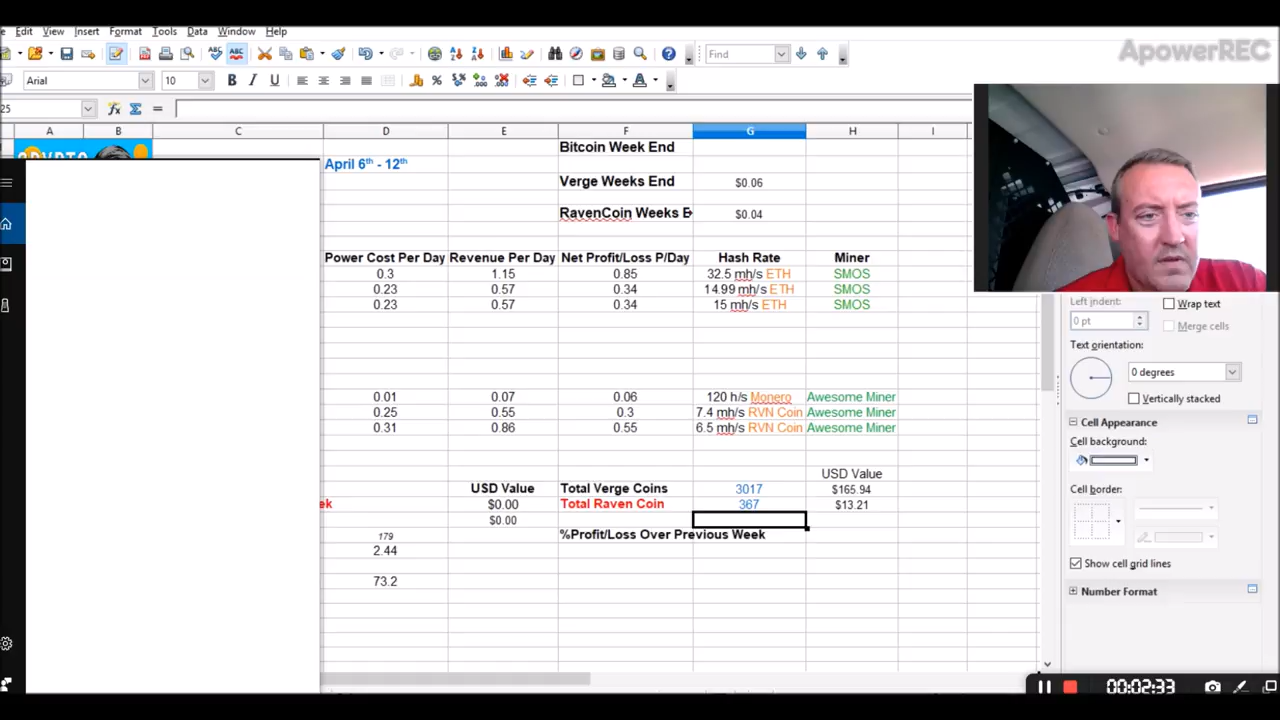 Edit View Insert Format Tools Data Window Help
ApowerREC
Find
Arial 10
25
A B C D E F G H I
CRYPTO
Bitcoin Week End
April 6th - 12th
Verge Weeks End $0.06
RavenCoin Weeks E $0.04
Power Cost Per Day Revenue Per Day Net Profit/Loss P/Day Hash Rate Miner
0.3 1.15 0.85 32.5 mh/s ETH SMOS
0.23 0.57 0.34 14.99 mh/s ETH SMOS
0.23 0.57 0.34 15 mh/s ETH SMOS
0.01 0.07 0.06 120 h/s Monero Awesome Miner
0.25 0.55 0.3 7.4 mh/s RVN Coin Awesome Miner
0.31 0.86 0.55 6.5 mh/s RVN Coin Awesome Miner
USD Value
USD Value Total Verge Coins 3017 $165.94
ek $0.00 Total Raven Coin 367 $13.21
$0.00
179 %Profit/Loss Over Previous Week
2.44
73.2
Left indent: Wrap text
0 pt Merge cells
Text orientation:
0 degrees
Vertically stacked
Cell Appearance
Cell background:
Cell border:
Show cell grid lines
Number Format
00:02:33